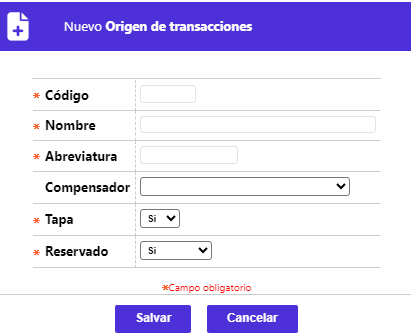 Nuevo Origen de transacciones
* Código
* Nombre
* Abreviatura
Compensador
* Tapa Si
* Reservado Si
*Campo obligatorio
Salvar Cancelar